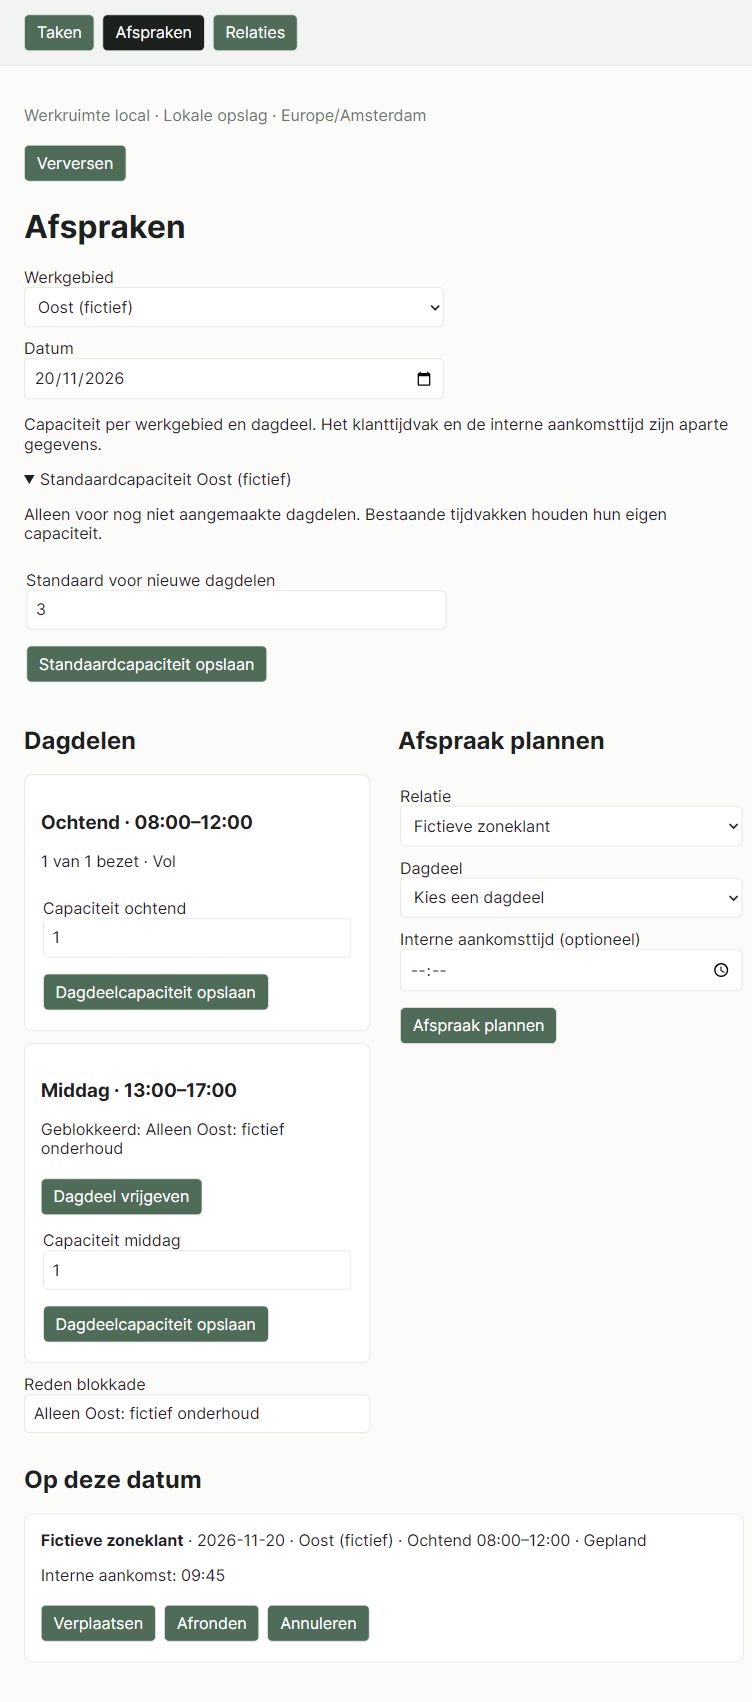 Taken
Afspraken
Relaties
Werkruimte local · Lokale opslag · Europe/Amsterdam
Verversen
Afspraken
Werkgebied
Oost (fictief)
Datum
20/11/2026
Capaciteit per werkgebied en dagdeel. Het klanttijdvak en de interne aankomsttijd zijn aparte
gegevens.
▼ Standaardcapaciteit Oost (fictief)
Alleen voor nog niet aangemaakte dagdelen. Bestaande tijdvakken houden hun eigen
capaciteit.
Standaard voor nieuwe dagdelen
3
Standaardcapaciteit opslaan
Dagdelen
Ochtend · 08:00–12:00
1 van 1 bezet · Vol
Capaciteit ochtend
1
Dagdeelcapaciteit opslaan
Middag · 13:00–17:00
Geblokkeerd: Alleen Oost: fictief
onderhoud
Dagdeel vrijgeven
Capaciteit middag
1
Dagdeelcapaciteit opslaan
Reden blokkade
Alleen Oost: fictief onderhoud
Afspraak plannen
Relatie
Fictieve zoneklant
Dagdeel
Kies een dagdeel
Interne aankomsttijd (optioneel)
--:--
Afspraak plannen
Op deze datum
Fictieve zoneklant · 2026-11-20 · Oost (fictief) · Ochtend 08:00–12:00 · Gepland
Interne aankomst: 09:45
Verplaatsen
Afronden
Annuleren